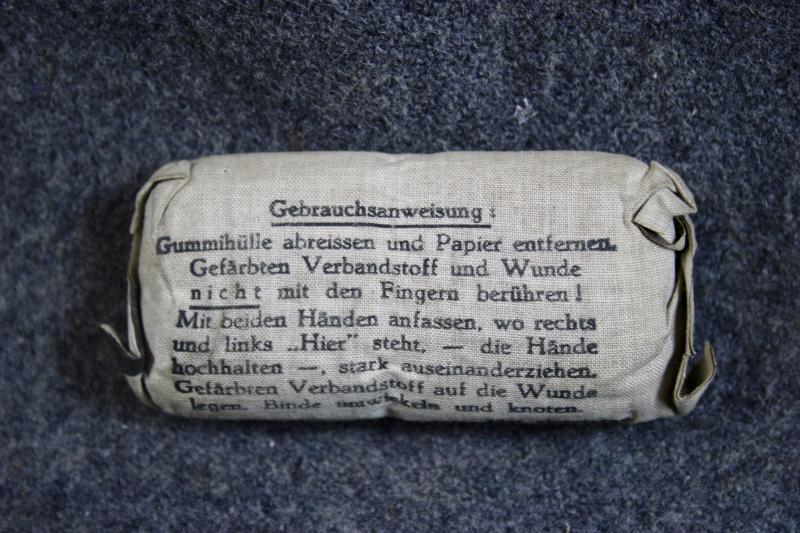 Gebrauchsanweisung:
Gummihülle abreissen und Papier entfernen.
Gefärbten Verbandstoff und Wunde
nicht mit den Fingern berühren!
Mit beiden Händen anfassen, wo rechts
und links „Hier" steht, — die Hände
hochhalten —, stark auseinanderziehen.
Gefärbten Verbandstoff auf die Wunde
legen. Binde umwickeln und knoten.